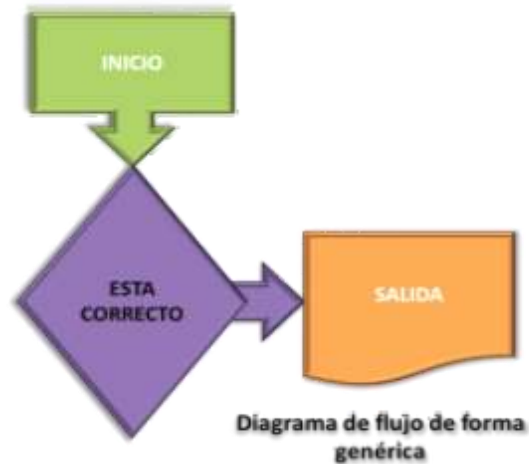 INICIO
ESTA
CORRECTO
SALIDA
Diagrama de flujo de forma
genérica